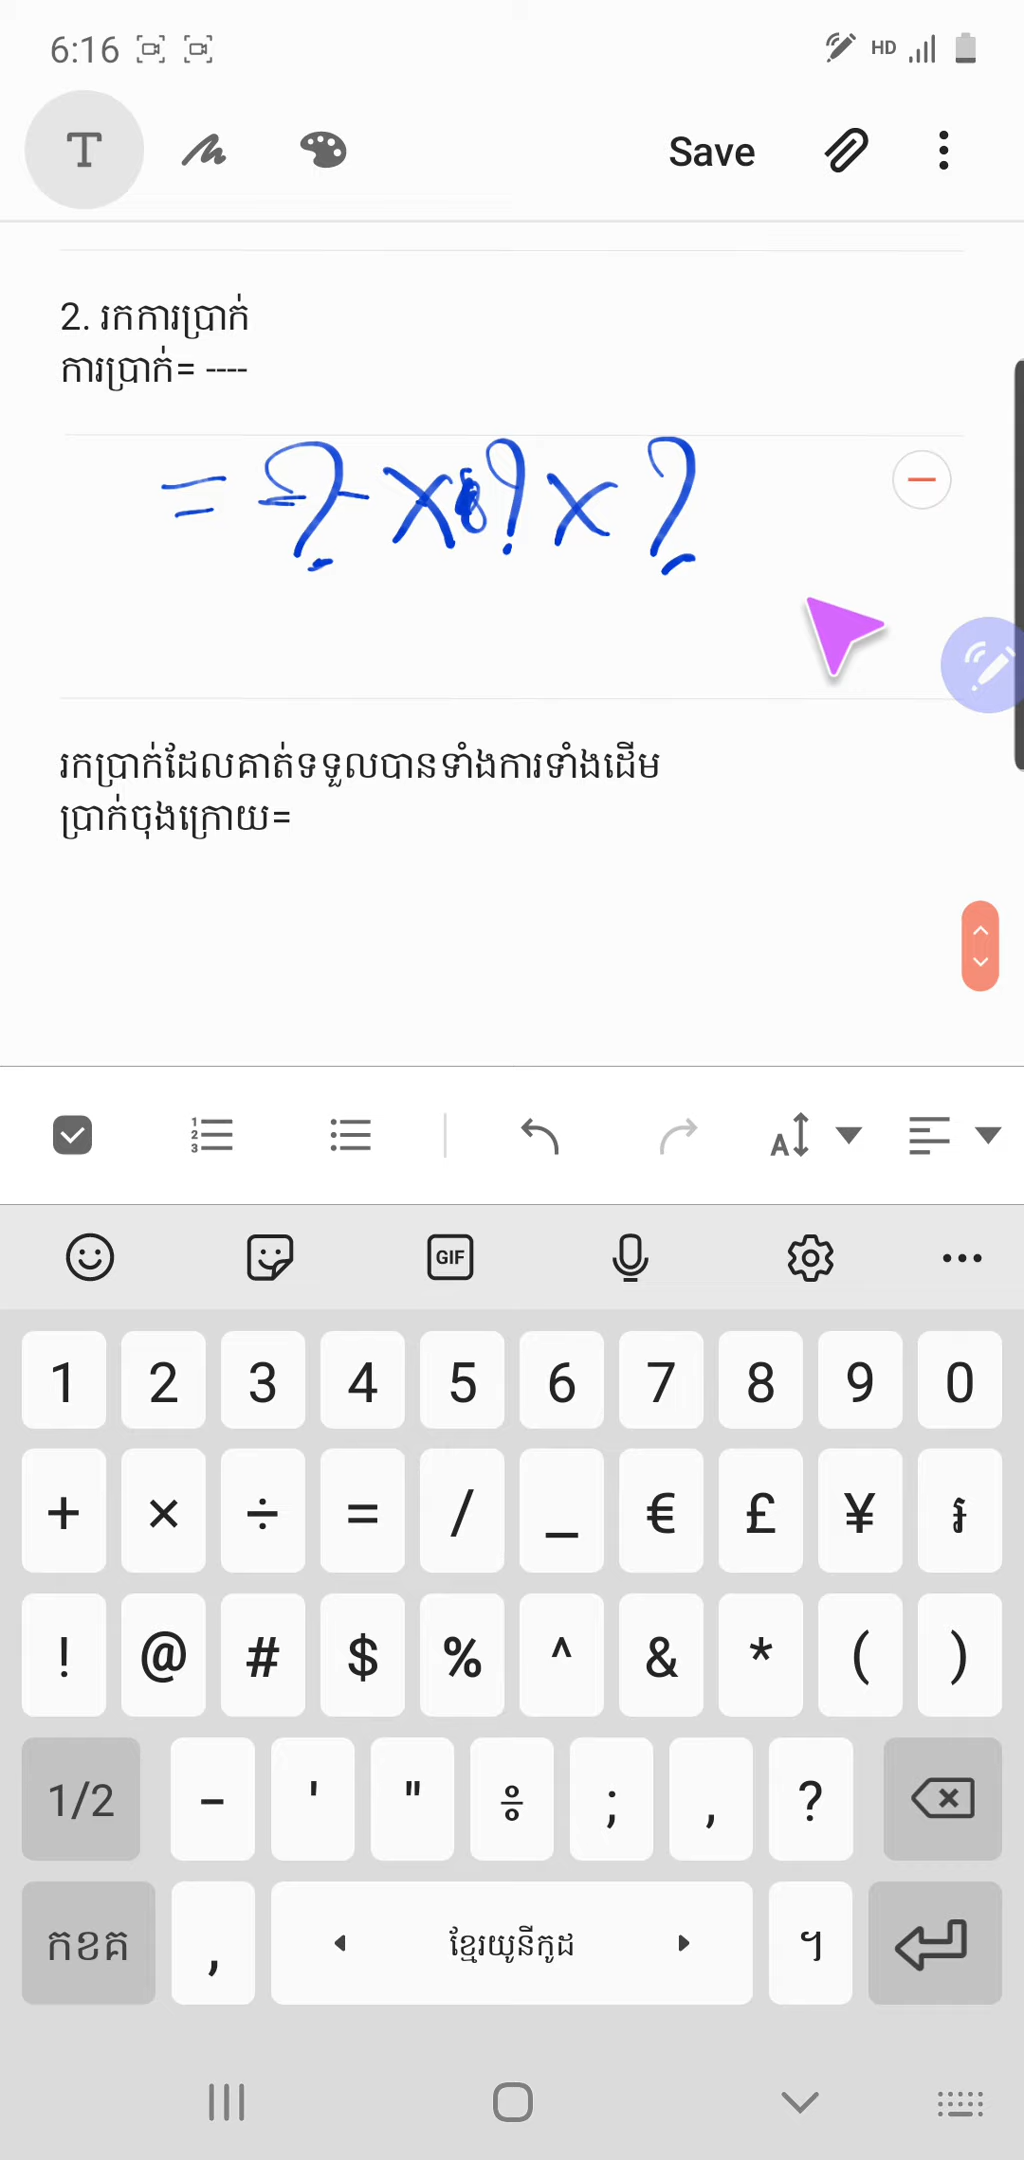 6:16 HD
T Save
2. រកការប្រាក់
ការប្រាក់= ----
= ? x ? x ?
រកប្រាក់ដែលគាត់ទទួលបានទាំងការទាំងដើម
ប្រាក់ចុងក្រោយ=
GIF
1 2 3 4 5 6 7 8 9 0
+ × ÷ = / _ € £ ¥ ៛
! @ # $ % ^ & * ( )
1/2 - ' " ÷ ; , ?
កខគ , ខ្មែរយូនីកូដ ។